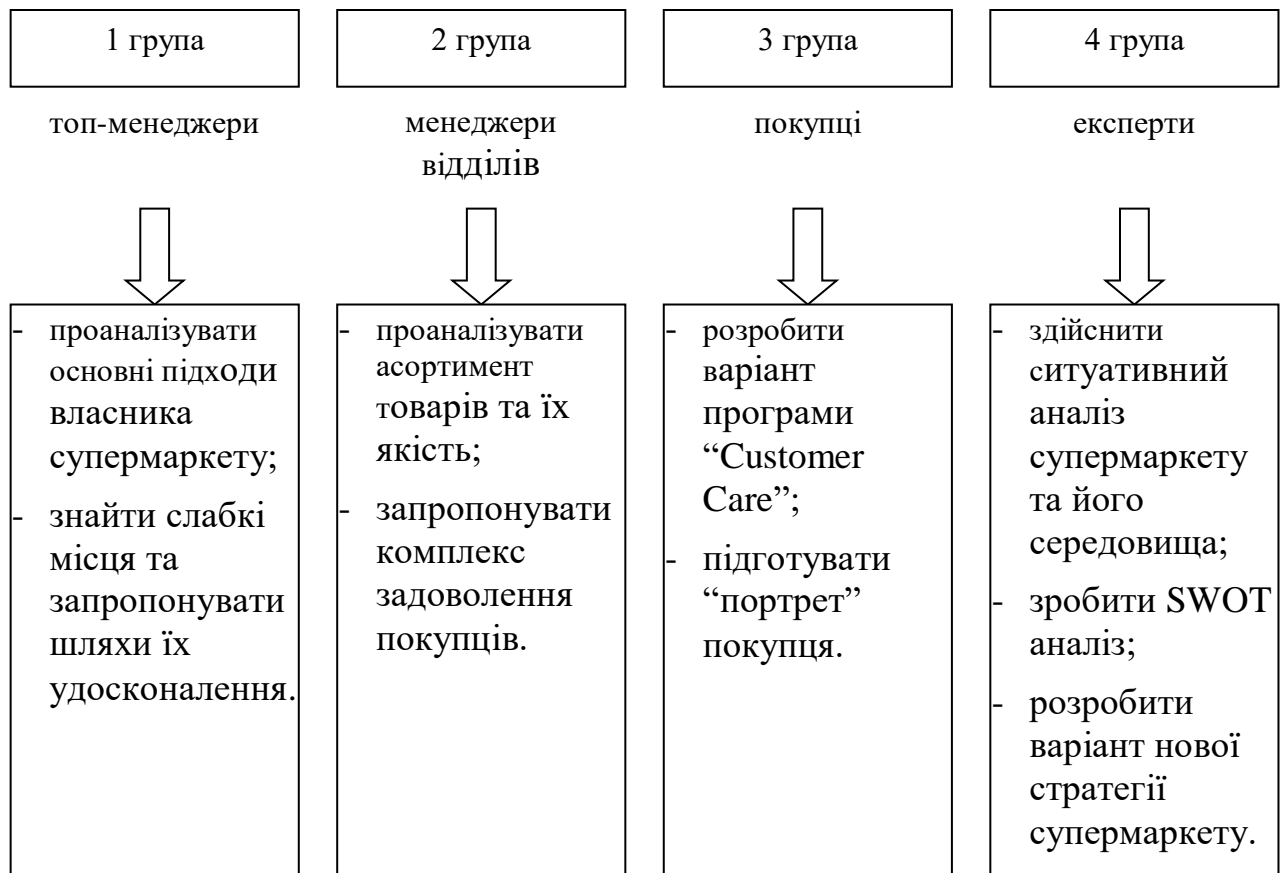 1 група
топ-менеджери
- проаналізувати
основні підходи
власника
супермаркету;
- знайти слабкі
місця та
запропонувати
шляхи їх
удосконалення.
2 група
менеджери
відділів
- проаналізувати
асортимент
товарів та їх
якість;
- запропонувати
комплекс
задоволення
покупців.
3 група
покупці
- розробити
варіант
програми
“Customer
Care”;
- підготувати
“портрет”
покупця.
4 група
експерти
- здійснити
ситуативний
аналіз
супермаркету
та його
середовища;
- зробити SWOT
аналіз;
- розробити
варіант нової
стратегії
супермаркету.